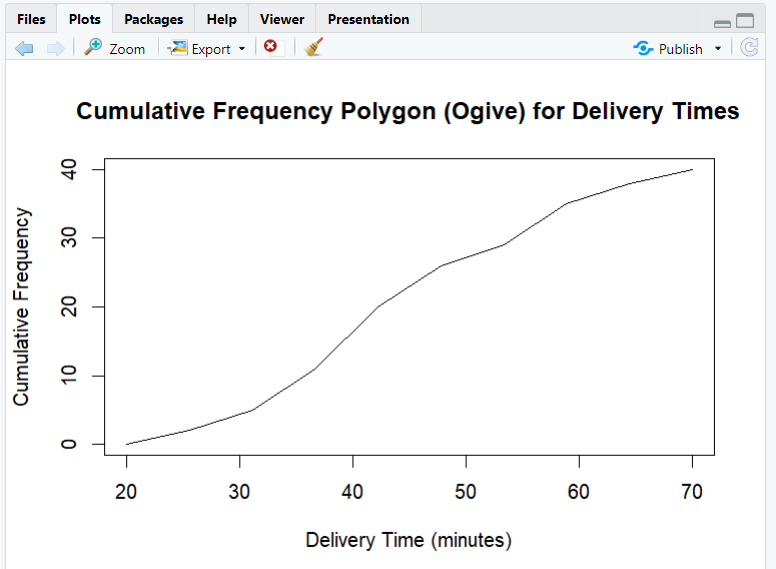 Files Plots Packages Help Viewer Presentation
Zoom Export Publish
Cumulative Frequency Polygon (Ogive) for Delivery Times
Cumulative Frequency
40
30
20
10
0
20 30 40 50 60 70
Delivery Time (minutes)